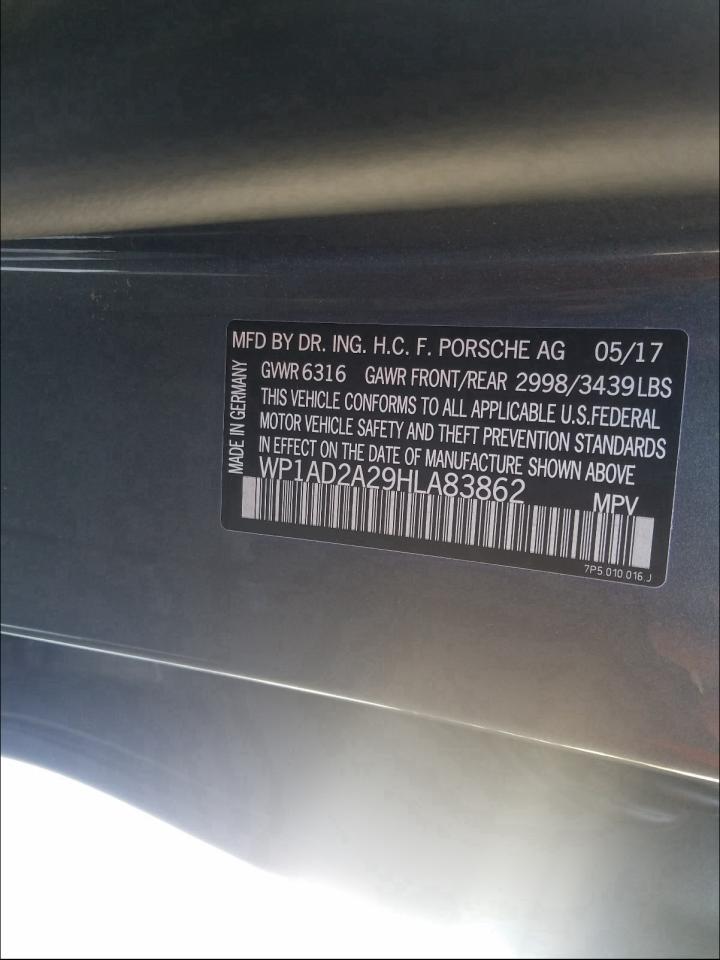 MFD BY DR. ING. H.C. F. PORSCHE AG 05/17
GVWR 6316 GAWR FRONT/REAR 2998/3439 LBS
THIS VEHICLE CONFORMS TO ALL APPLICABLE U.S.FEDERAL
MOTOR VEHICLE SAFETY AND THEFT PREVENTION STANDARDS
IN EFFECT ON THE DATE OF MANUFACTURE SHOWN ABOVE
WP1AD2A29HLA83862 MPV
7P5 010 016.J
MADE IN GERMANY